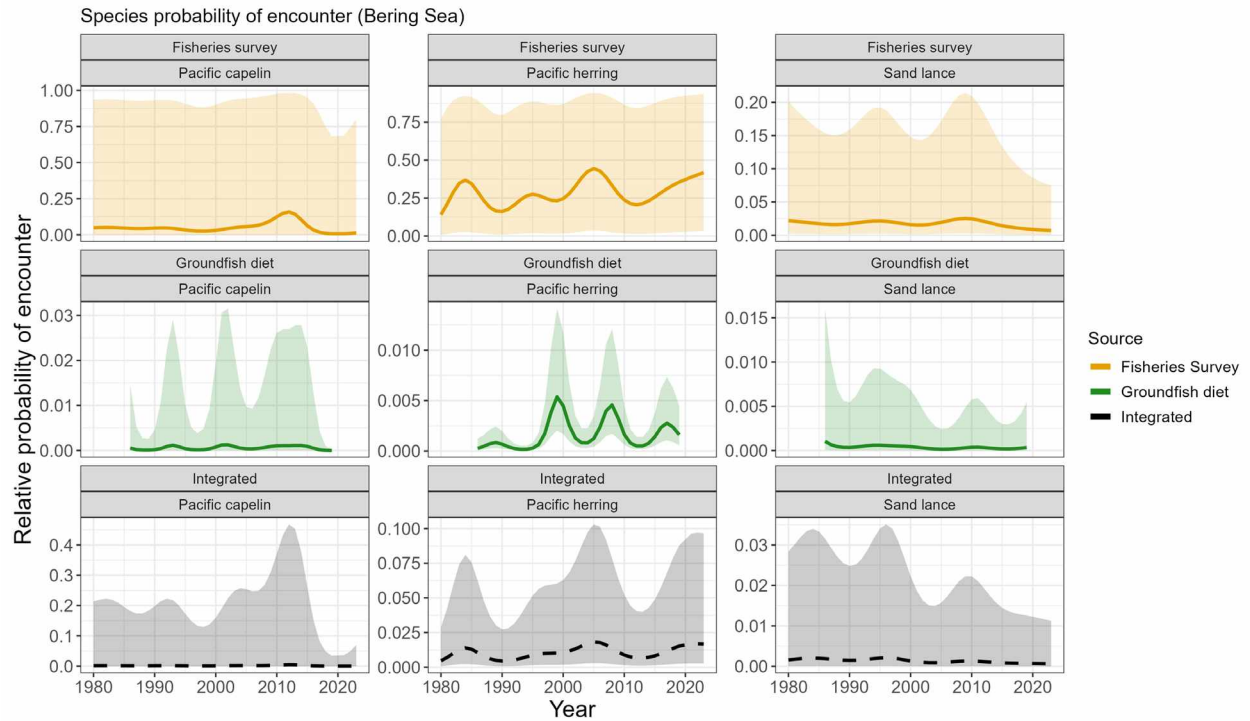 Species probability of encounter (Bering Sea)
Fisheries survey
Pacific capelin
1.00
0.75
0.50
0.25
0.00
Fisheries survey
Pacific herring
0.75
0.50
0.25
0.00
Fisheries survey
Sand lance
0.20
0.15
0.10
0.05
0.00
Groundfish diet
Pacific capelin
0.03
0.02
0.01
0.00
Groundfish diet
Pacific herring
0.010
0.005
0.000
Groundfish diet
Sand lance
0.015
0.010
0.005
0.000
Integrated
Pacific capelin
0.4
0.3
0.2
0.1
0.0
1980 1990 2000 2010 2020
Integrated
Pacific herring
0.100
0.075
0.050
0.025
0.000
1980 1990 2000 2010 2020
Integrated
Sand lance
0.03
0.02
0.01
0.00
1980 1990 2000 2010 2020
Relative probability of encounter
Year
Source
Fisheries Survey
Groundfish diet
Integrated